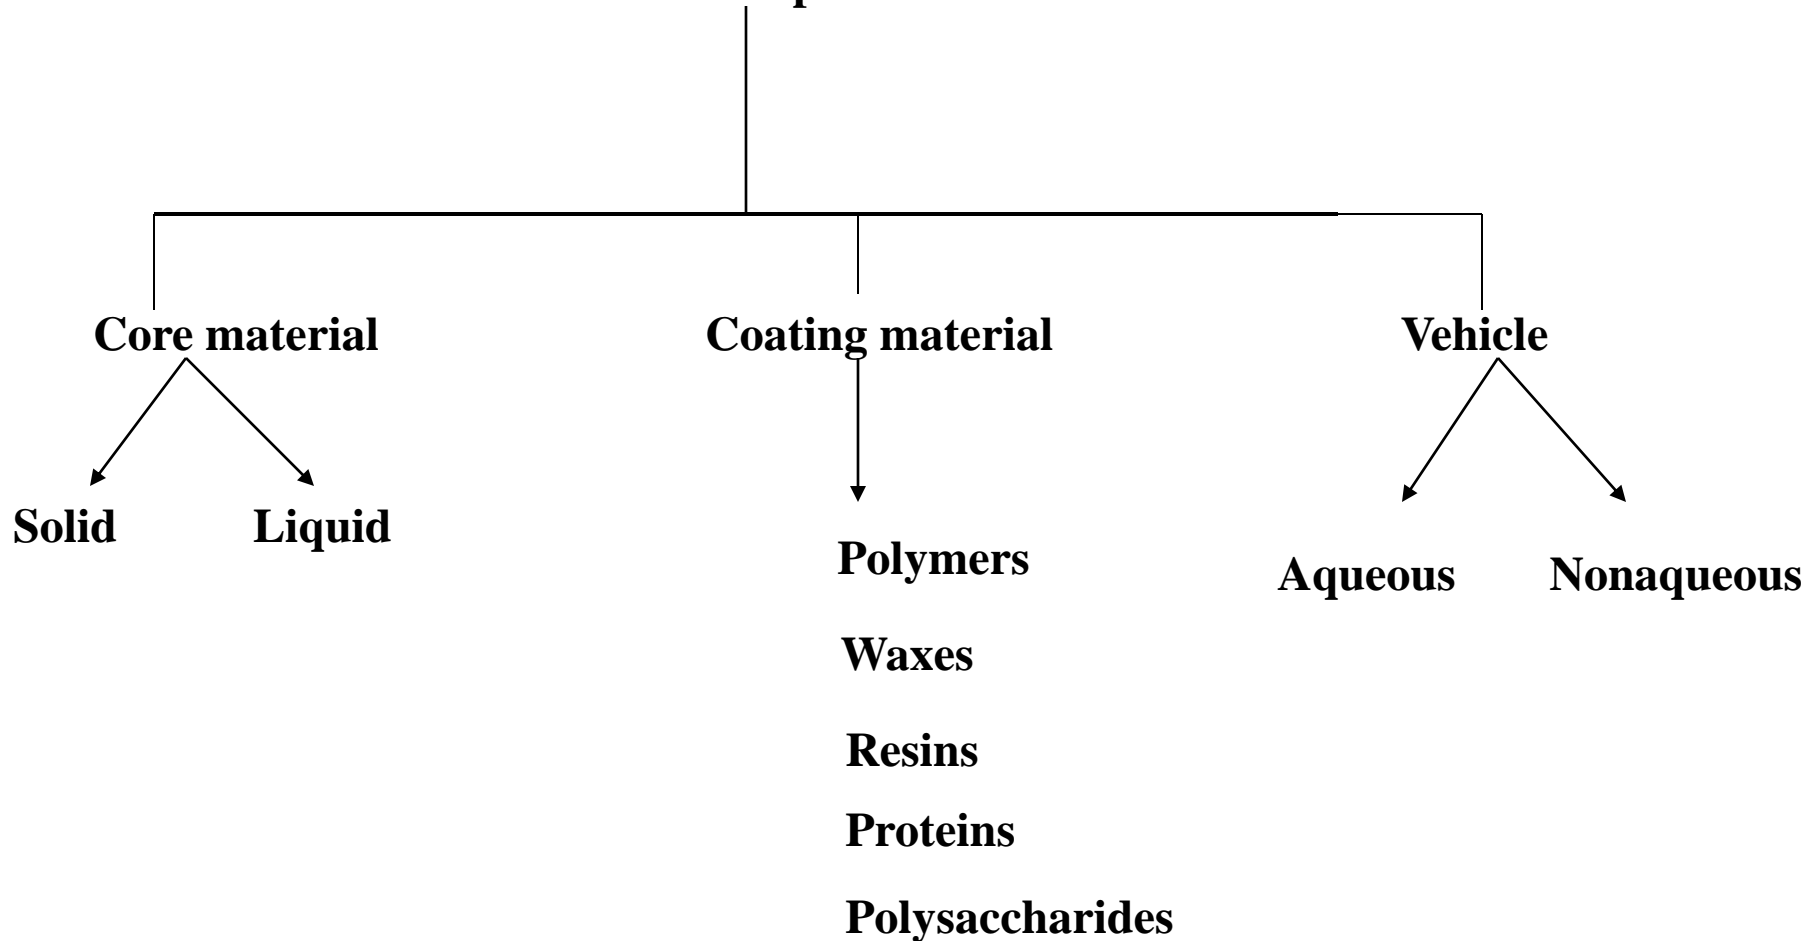 Core material
Coating material
Vehicle
Solid
Liquid
Polymers
Aqueous
Nonaqueous
Waxes
Resins
Proteins
Polysaccharides